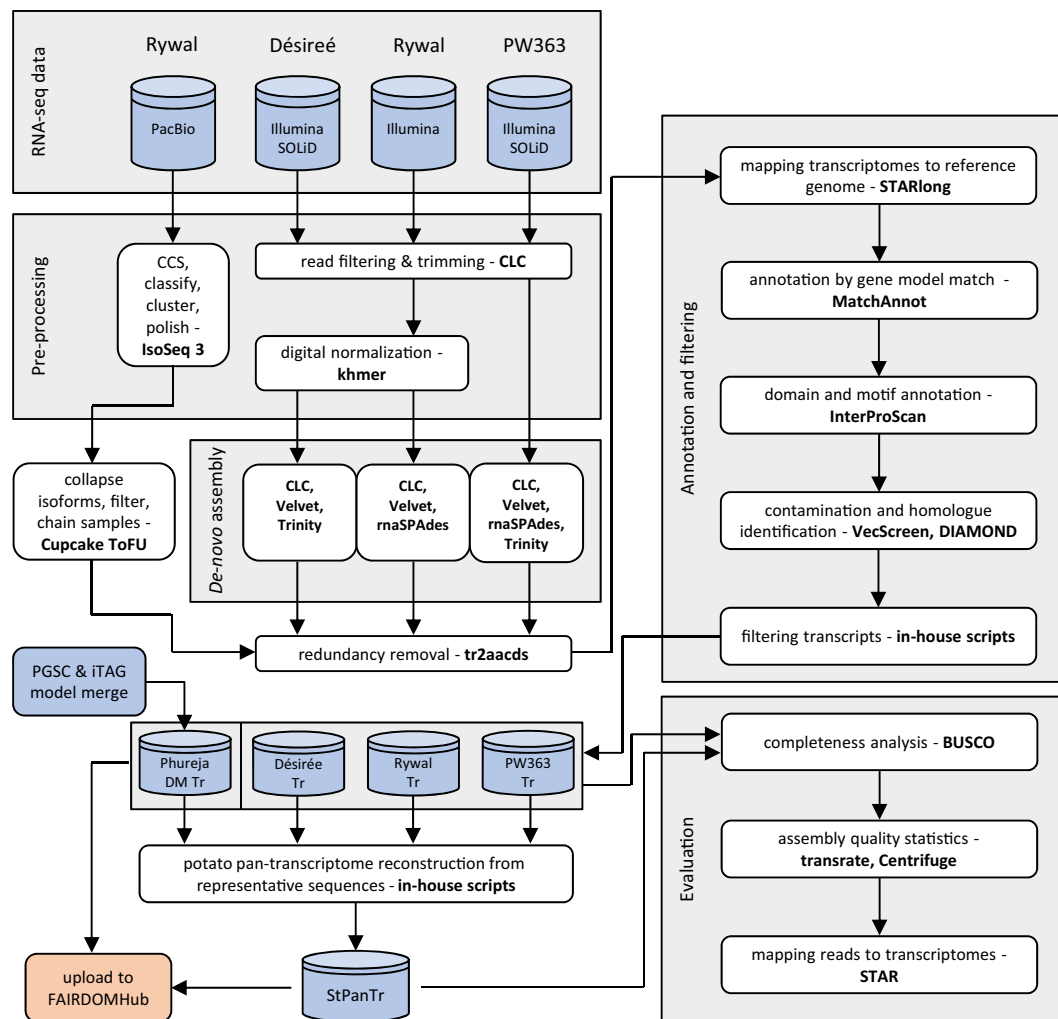 RNA-seq data
Rywal
Désireé
Rywal
PW363
PacBio
Illumina
SOLiD
Illumina
Illumina
SOLiD
Pre-processing
CCS,
classify,
cluster,
polish -
IsoSeq 3
read filtering & trimming - CLC
digital normalization -
khmer
collapse
isoforms, filter,
chain samples -
Cupcake ToFU
De-novo assembly
CLC,
Velvet,
Trinity
CLC,
Velvet,
rnaSPAdes
CLC,
Velvet,
rnaSPAdes,
Trinity
redundancy removal - tr2aacds
Annotation and filtering
mapping transcriptomes to reference
genome - STARlong
annotation by gene model match -
MatchAnnot
domain and motif annotation -
InterProScan
contamination and homologue
identification - VecScreen, DIAMOND
filtering transcripts - in-house scripts
PGSC & iTAG
model merge
Phureja
DM Tr
Désirée
Tr
Rywal
Tr
PW363
Tr
potato pan-transcriptome reconstruction from
representative sequences - in-house scripts
upload to
FAIRDOMHub
StPanTr
Evaluation
completeness analysis - BUSCO
assembly quality statistics -
transrate, Centrifuge
mapping reads to transcriptomes -
STAR